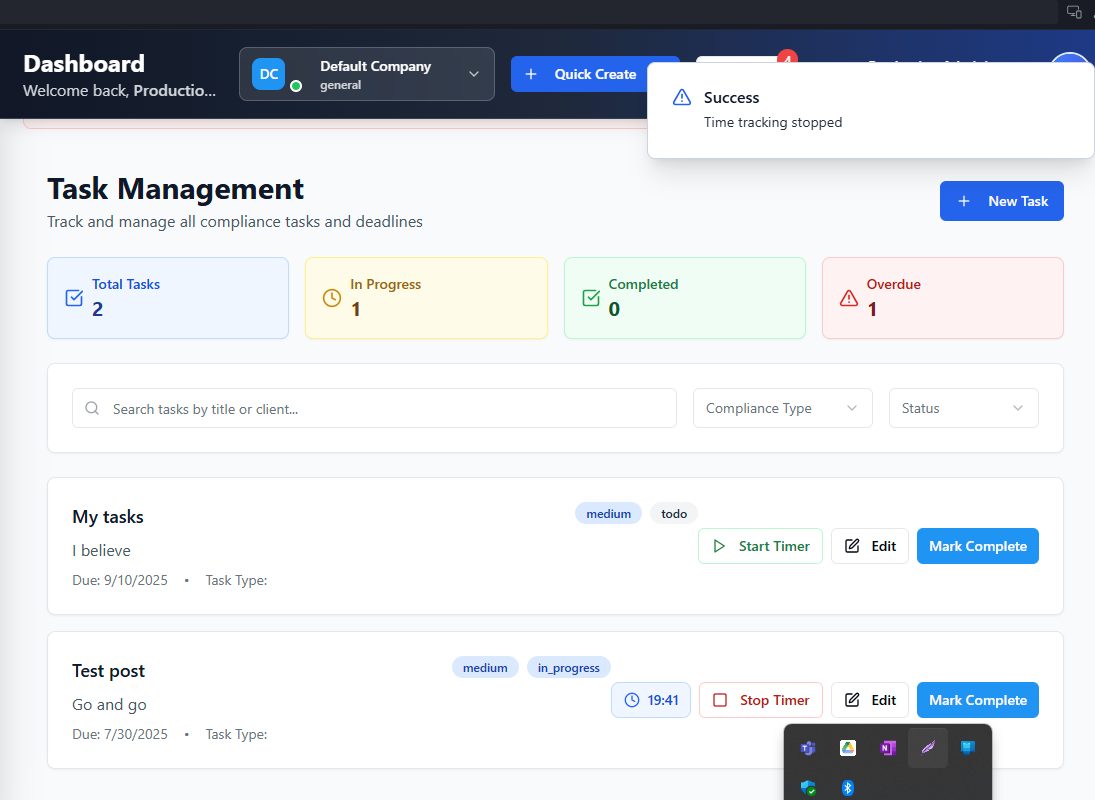 Dashboard
Welcome back, Productio...
DC
Default Company
general
+ Quick Create
4
Success
Time tracking stopped
Task Management
Track and manage all compliance tasks and deadlines
+ New Task
Total Tasks
2
In Progress
1
Completed
0
Overdue
1
Search tasks by title or client...
Compliance Type
Status
My tasks
medium
todo
I believe
Start Timer
Edit
Mark Complete
Due: 9/10/2025 • Task Type:
Test post
medium
in_progress
Go and go
19:41
Stop Timer
Edit
Mark Complete
Due: 7/30/2025 • Task Type: